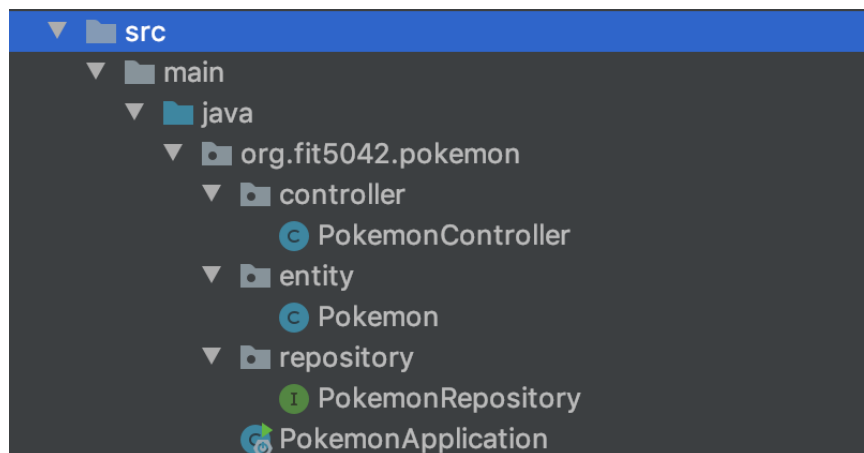 src
main
java
org.fit5042.pokemon
controller
C PokemonController
entity
C Pokemon
repository
I PokemonRepository
C PokemonApplication